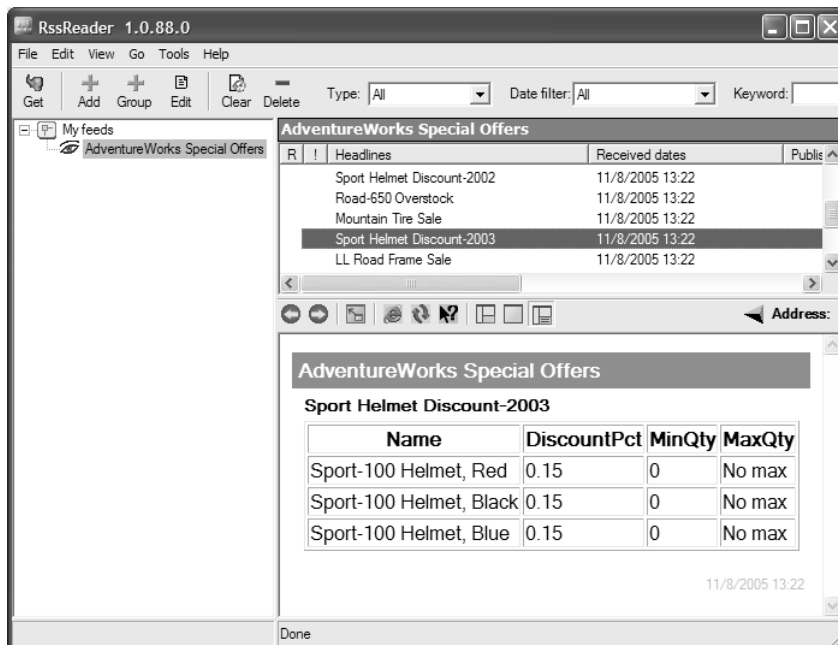 RssReader 1.0.88.0
File Edit View Go Tools Help
Get Add Group Edit Clear Delete Type: All Date filter: All Keyword:
My feeds
AdventureWorks Special Offers
AdventureWorks Special Offers
R ! Headlines Received dates Publis
Sport Helmet Discount-2002 11/8/2005 13:22
Road-650 Overstock 11/8/2005 13:22
Mountain Tire Sale 11/8/2005 13:22
Sport Helmet Discount-2003 11/8/2005 13:22
LL Road Frame Sale 11/8/2005 13:22
Address:
AdventureWorks Special Offers
Sport Helmet Discount-2003
Name DiscountPct MinQty MaxQty
Sport-100 Helmet, Red 0.15 0 No max
Sport-100 Helmet, Black 0.15 0 No max
Sport-100 Helmet, Blue 0.15 0 No max
11/8/2005 13:22
Done